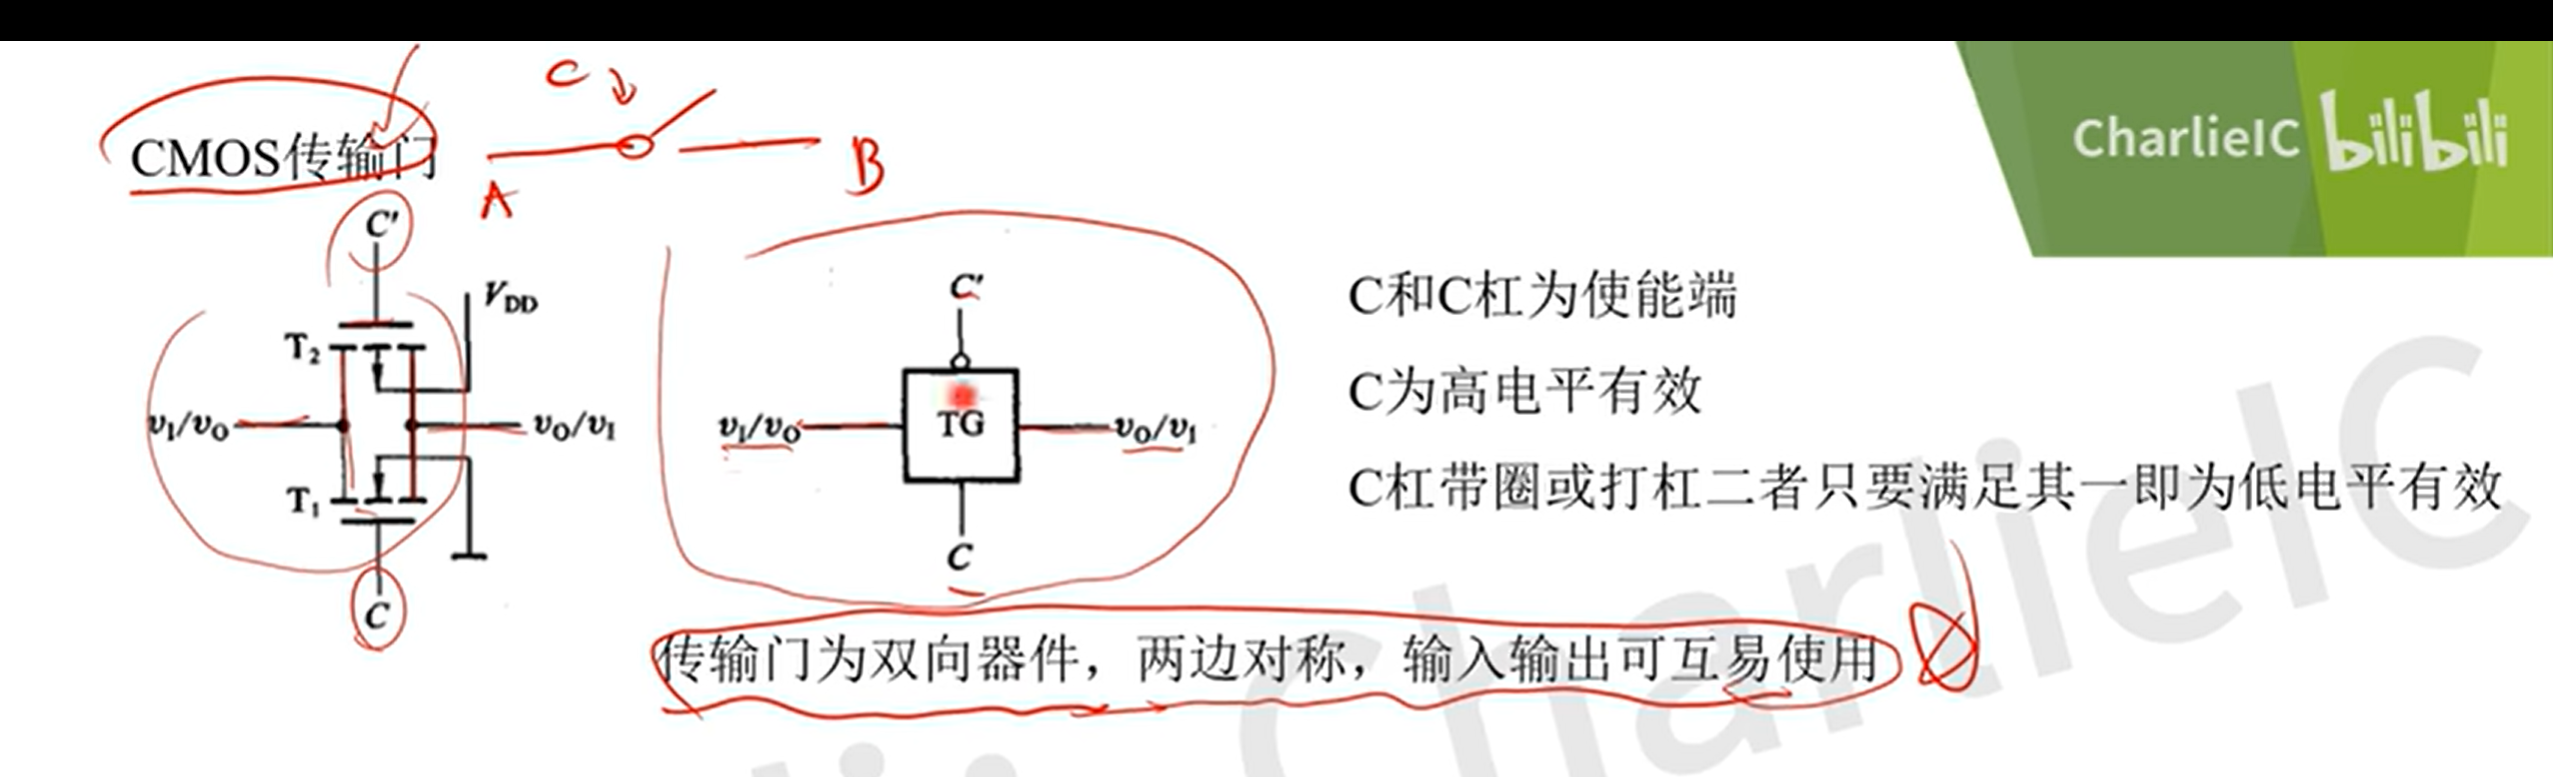 CharlieIC bilibili
C
A
B
CMOS传输门
C'
V_DD
T₂
v_I/v_O
v_O/v_I
T₁
C
C'
v_I/v_O
TG
v_O/v_I
C
C和C杠为使能端
C为高电平有效
C杠带圈或打杠二者只要满足其一即为低电平有效
传输门为双向器件，两边对称，输入输出可互易使用
CharlieIC